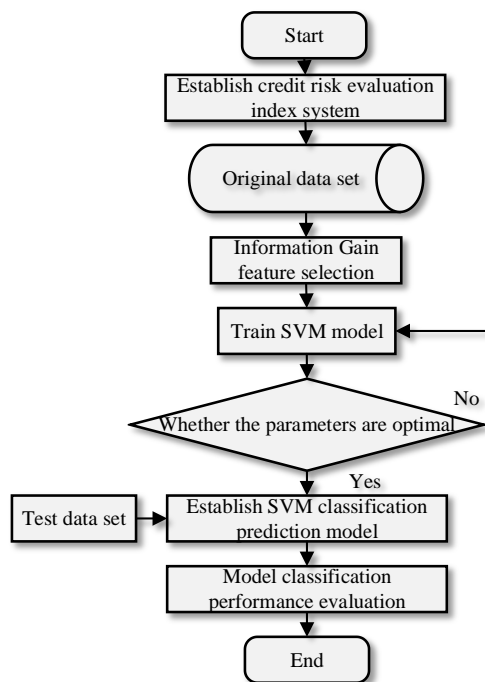 Start
Establish credit risk evaluation
index system
Original data set
Information Gain
feature selection
Train SVM model
No
Whether the parameters are optimal
Yes
Test data set
Establish SVM classification
prediction model
Model classification
performance evaluation
End